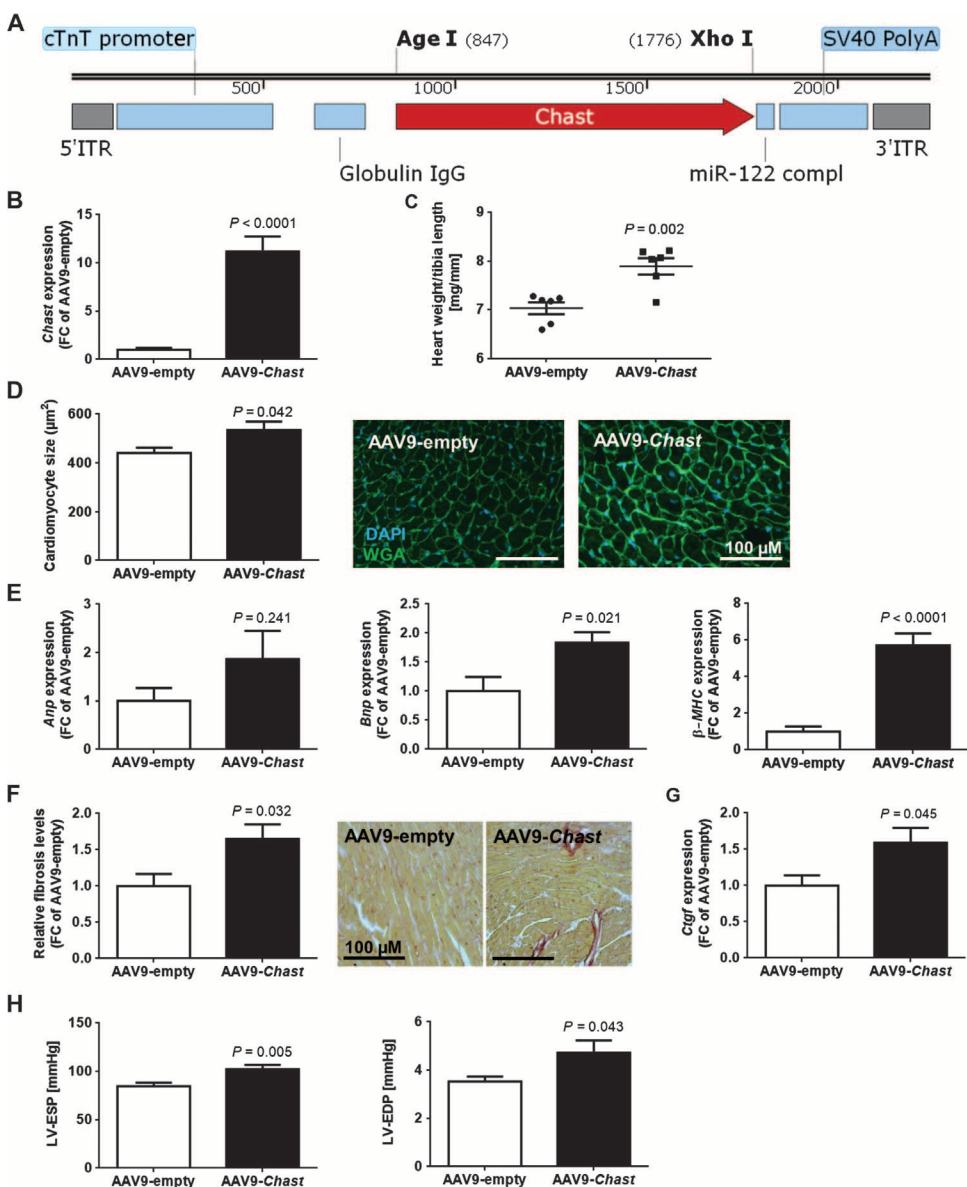 A
cTnT promoter
Age I (847)
(1776) Xho I
SV40 PolyA
500
1000
1500
2000
Chast
5'ITR
Globulin IgG
miR-122 compl
3'ITR
B
Chast expression
(FC of AAV9-empty)
15
10
5
0
P < 0.0001
AAV9-empty
AAV9-Chast
C
Heart weight/tibia length
[mg/mm]
9
8
7
6
P = 0.002
AAV9-empty
AAV9-Chast
D
Cardiomyocyte size (µm²)
600
400
200
0
P = 0.042
AAV9-empty
AAV9-Chast
AAV9-empty
DAPI
WGA
AAV9-Chast
100 µM
E
Anp expression
(FC of AAV9-empty)
3
2
1
0
P = 0.241
AAV9-empty
AAV9-Chast
Bnp expression
(FC of AAV9-empty)
2.5
2.0
1.5
1.0
0.5
0.0
P = 0.021
AAV9-empty
AAV9-Chast
β–MHC expression
(FC of AAV9-empty)
8
6
4
2
0
P < 0.0001
AAV9-empty
AAV9-Chast
F
Relative fibrosis levels
(FC of AAV9-empty)
2.0
1.5
1.0
0.5
0.0
P = 0.032
AAV9-empty
AAV9-Chast
AAV9-empty
100 µM
AAV9-Chast
G
Ctgf expression
(FC of AAV9-empty)
2.0
1.5
1.0
0.5
0.0
P = 0.045
AAV9-empty
AAV9-Chast
H
LV-ESP [mmHg]
150
100
50
0
P = 0.005
AAV9-empty
AAV9-Chast
LV-EDP [mmHg]
6
4
2
0
P = 0.043
AAV9-empty
AAV9-Chast